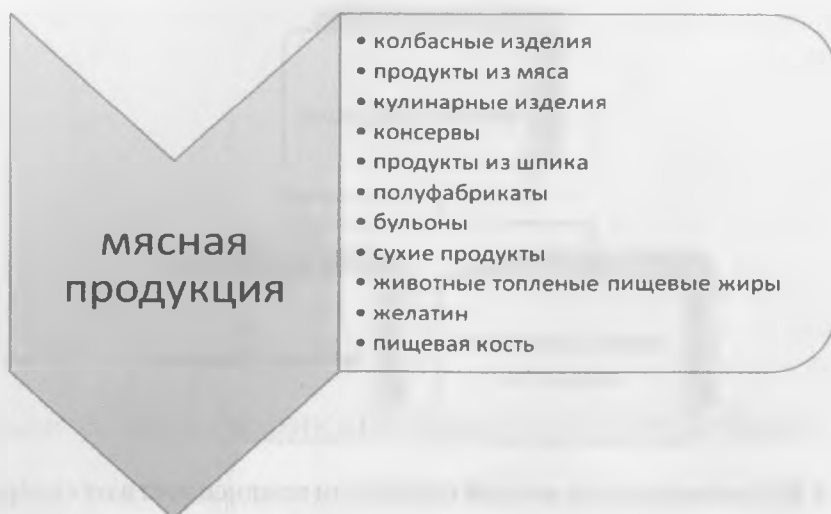 мясная
продукция
• колбасные изделия
• продукты из мяса
• кулинарные изделия
• консервы
• продукты из шпика
• полуфабрикаты
• бульоны
• сухие продукты
• животные топленые пищевые жиры
• желатин
• пищевая кость